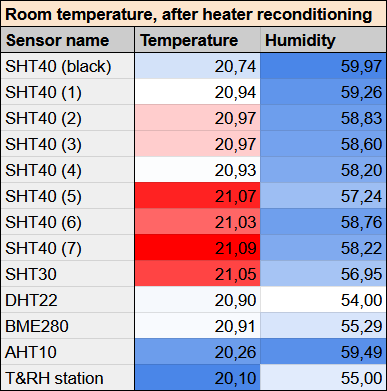 Room temperature, after heater reconditioning
Sensor name Temperature Humidity
SHT40 (black) 20,74 59,97
SHT40 (1) 20,94 59,26
SHT40 (2) 20,97 58,83
SHT40 (3) 20,97 58,60
SHT40 (4) 20,93 58,20
SHT40 (5) 21,07 57,24
SHT40 (6) 21,03 58,76
SHT40 (7) 21,09 58,22
SHT30 21,05 56,95
DHT22 20,90 54,00
BME280 20,91 55,29
AHT10 20,26 59,49
T&RH station 20,10 55,00